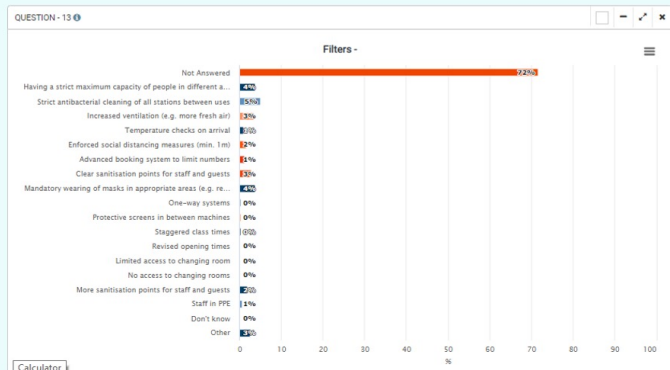 QUESTION - 13
Filters -
Not Answered 72%
Having a strict maximum capacity of people in different a... 4%
Strict antibacterial cleaning of all stations between uses 5%
Increased ventilation (e.g. more fresh air) 3%
Temperature checks on arrival
Enforced social distancing measures (min. 1m) 2%
Advanced booking system to limit numbers 1%
Clear sanitisation points for staff and guests 3%
Mandatory wearing of masks in appropriate areas (e.g. re... 4%
One-way systems 0%
Protective screens in between machines 0%
Staggered class times 0%
Revised opening times 0%
Limited access to changing room 0%
No access to changing rooms 0%
More sanitisation points for staff and guests
Staff in PPE 1%
Don't know 0%
Other 3%
0 10 20 30 40 50 60 70 80 90 100
%
Calculator